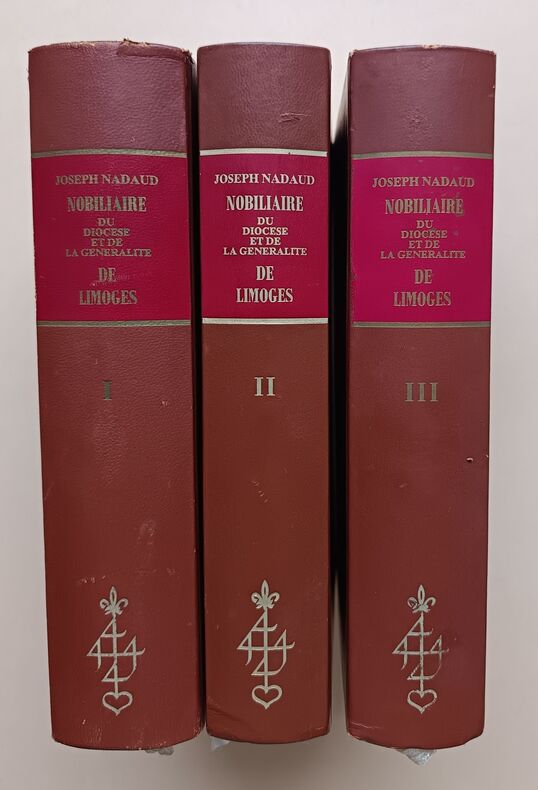 JOSEPH NADAUD
NOBILIAIRE
DU
DIOCESE
ET DE
LA GENERALITE
DE
LIMOGES
I
JOSEPH NADAUD
NOBILIAIRE
DU
DIOCESE
ET DE
LA GENERALITE
DE
LIMOGES
II
JOSEPH NADAUD
NOBILIAIRE
DU
DIOCESE
ET DE
LA GENERALITE
DE
LIMOGES
III